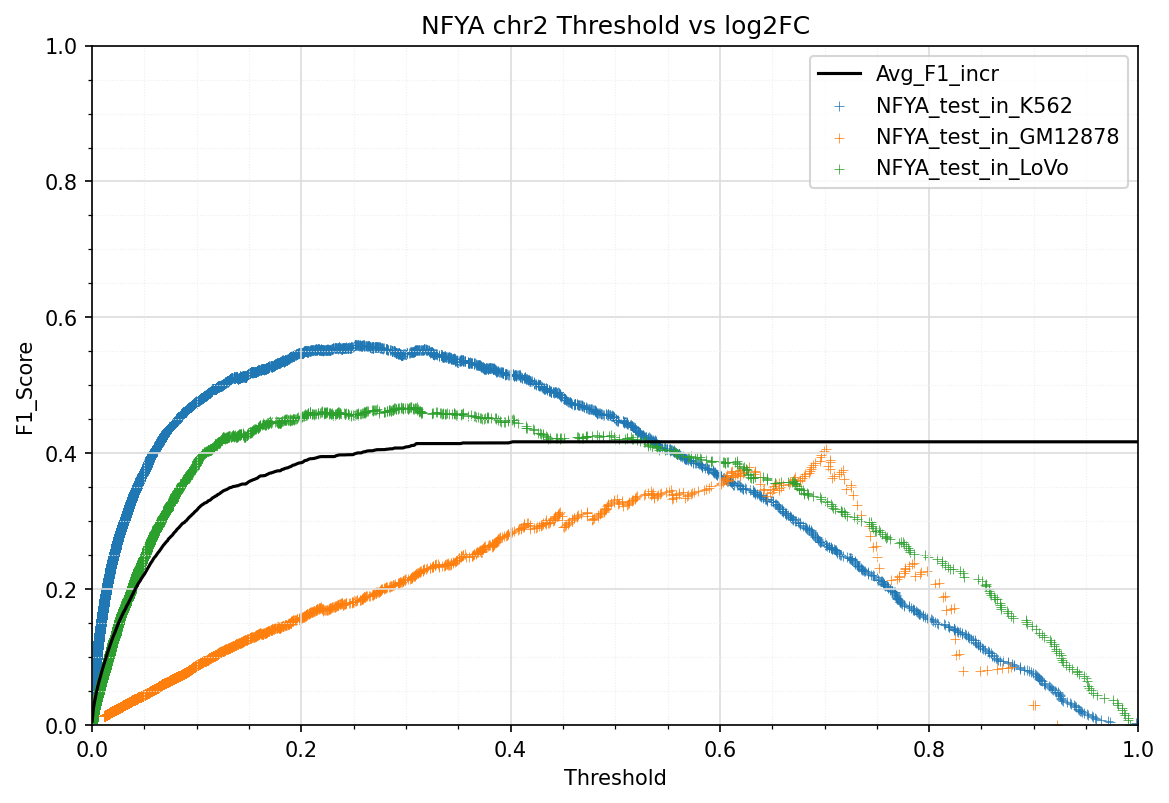 NFYA chr2 Threshold vs log2FC
Avg_F1_incr
NFYA_test_in_K562
NFYA_test_in_GM12878
NFYA_test_in_LoVo
F1_Score
1.0
0.8
0.6
0.4
0.2
0.0
0.0 0.2 0.4 0.6 0.8 1.0
Threshold